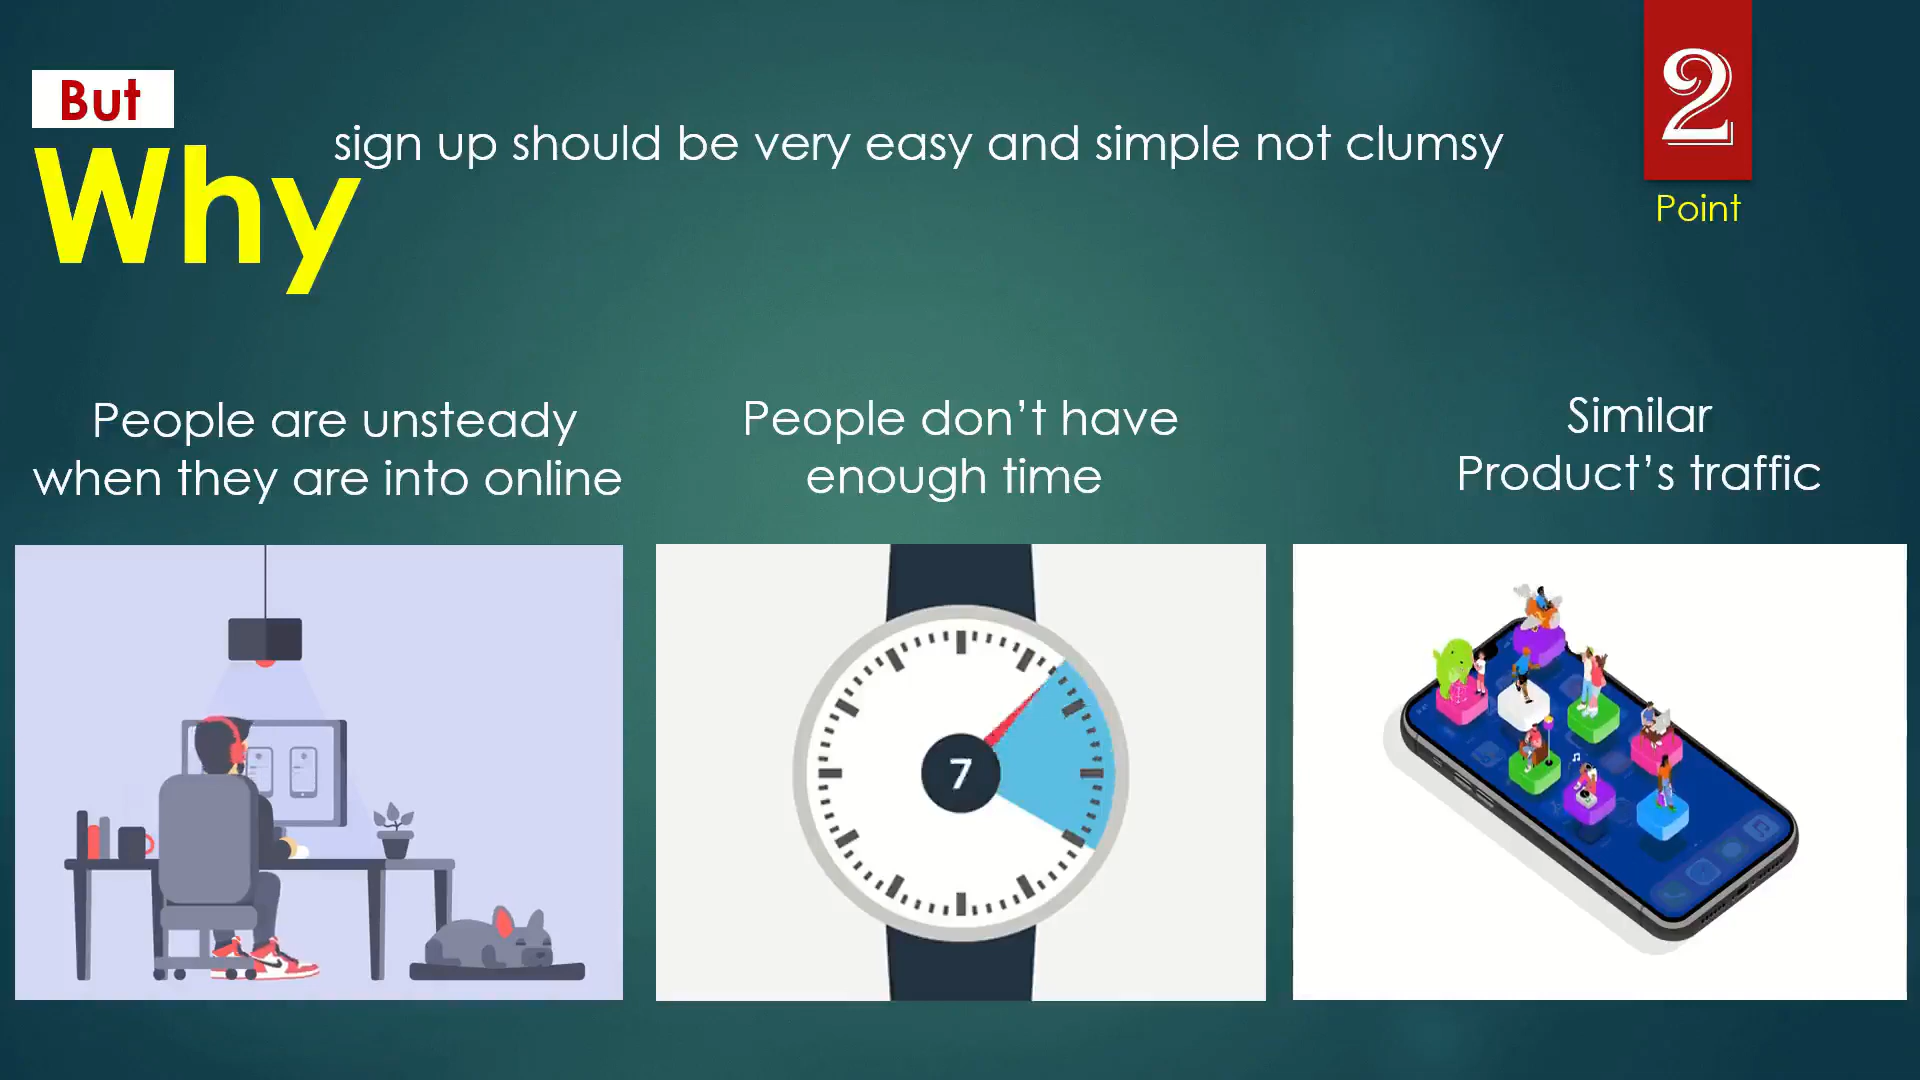 But
Why
sign up should be very easy and simple not clumsy
2
Point
People are unsteady
when they are into online
People don’t have
enough time
Similar
Product’s traffic
7